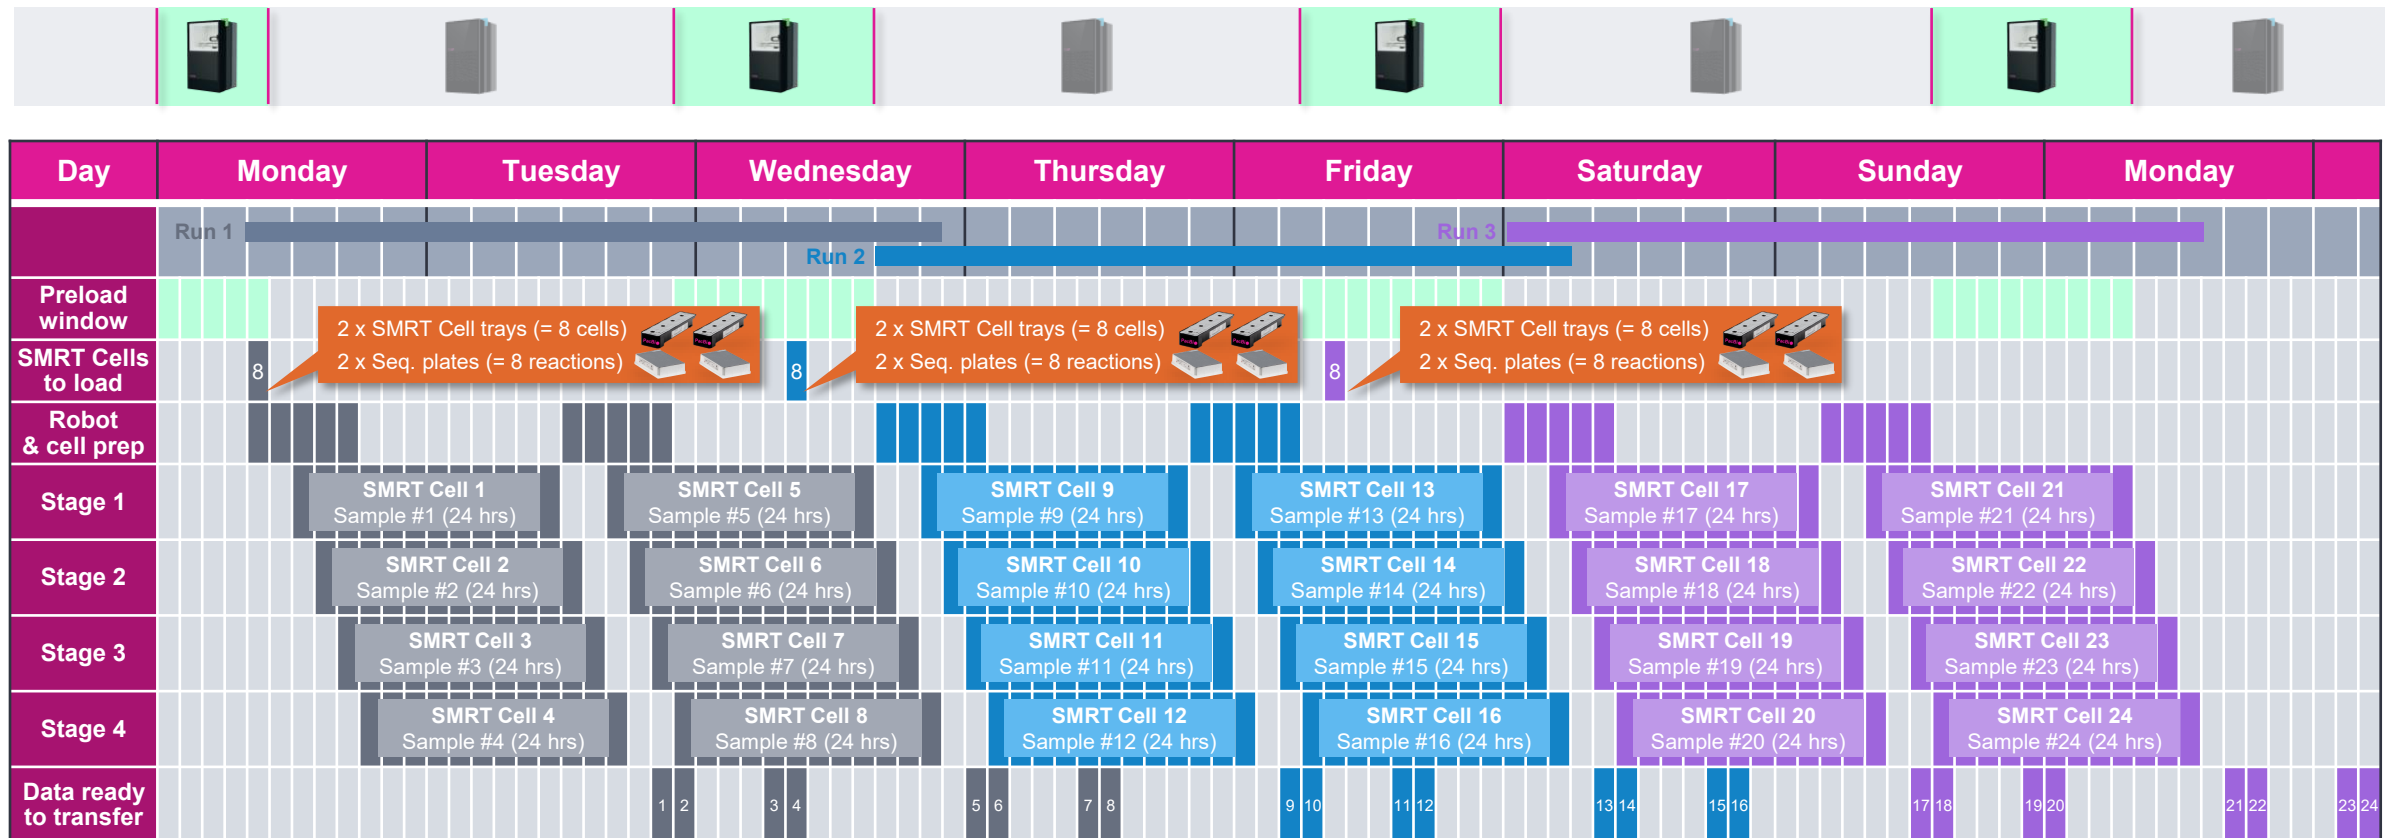 Day Monday Tuesday Wednesday Thursday Friday Saturday Sunday Monday
Run 1
Run 3
Run 2
Preload
window
2 x SMRT Cell trays (= 8 cells)
2 x Seq. plates (= 8 reactions)
2 x SMRT Cell trays (= 8 cells)
2 x Seq. plates (= 8 reactions)
2 x SMRT Cell trays (= 8 cells)
2 x Seq. plates (= 8 reactions)
SMRT Cells
to load
8 8 8
Robot
& cell prep
Stage 1
SMRT Cell 1
Sample #1 (24 hrs)
SMRT Cell 5
Sample #5 (24 hrs)
SMRT Cell 9
Sample #9 (24 hrs)
SMRT Cell 13
Sample #13 (24 hrs)
SMRT Cell 17
Sample #17 (24 hrs)
SMRT Cell 21
Sample #21 (24 hrs)
Stage 2
SMRT Cell 2
Sample #2 (24 hrs)
SMRT Cell 6
Sample #6 (24 hrs)
SMRT Cell 10
Sample #10 (24 hrs)
SMRT Cell 14
Sample #14 (24 hrs)
SMRT Cell 18
Sample #18 (24 hrs)
SMRT Cell 22
Sample #22 (24 hrs)
Stage 3
SMRT Cell 3
Sample #3 (24 hrs)
SMRT Cell 7
Sample #7 (24 hrs)
SMRT Cell 11
Sample #11 (24 hrs)
SMRT Cell 15
Sample #15 (24 hrs)
SMRT Cell 19
Sample #19 (24 hrs)
SMRT Cell 23
Sample #23 (24 hrs)
Stage 4
SMRT Cell 4
Sample #4 (24 hrs)
SMRT Cell 8
Sample #8 (24 hrs)
SMRT Cell 12
Sample #12 (24 hrs)
SMRT Cell 16
Sample #16 (24 hrs)
SMRT Cell 20
Sample #20 (24 hrs)
SMRT Cell 24
Sample #24 (24 hrs)
Data ready
to transfer
1 2 3 4 5 6 7 8 9 10 11 12 13 14 15 16 17 18 19 20 21 22 23 24